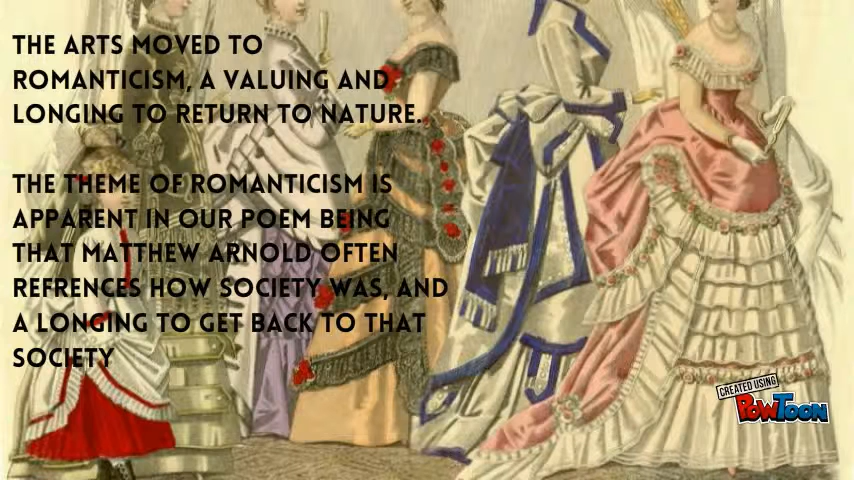 THE ARTS MOVED TO
ROMANTICISM, A VALUING AND
LONGING TO RETURN TO NATURE.
THE THEME OF ROMANTICISM IS
APPARENT IN OUR POEM BEING
THAT MATTHEW ARNOLD OFTEN
REFRENCES HOW SOCIETY WAS, AND
A LONGING TO GET BACK TO THAT
SOCIETY
CREATED USING
POWTOON